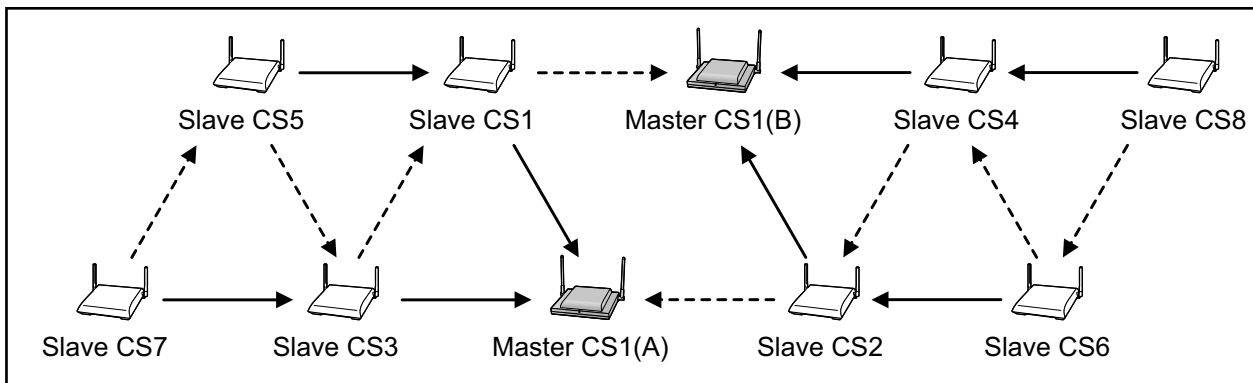 Slave CS5
Slave CS1
Master CS1(B)
Slave CS4
Slave CS8
Slave CS7
Slave CS3
Master CS1(A)
Slave CS2
Slave CS6